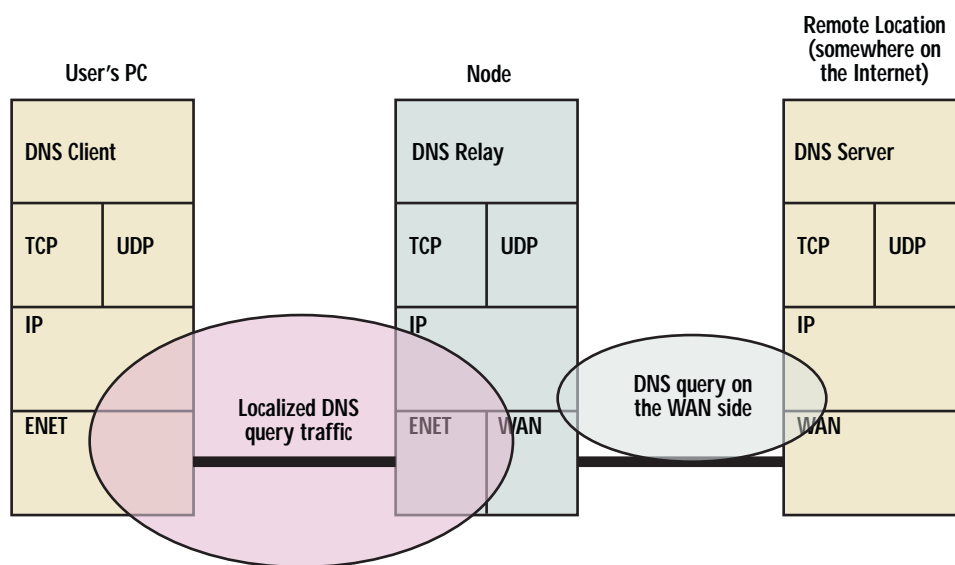 User's PC
Node
Remote Location
(somewhere on
the Internet)
DNS Client
TCP
UDP
IP
ENET
DNS Relay
TCP
UDP
IP
ENET
WAN
DNS Server
TCP
UDP
IP
WAN
Localized DNS
query traffic
DNS query on
the WAN side